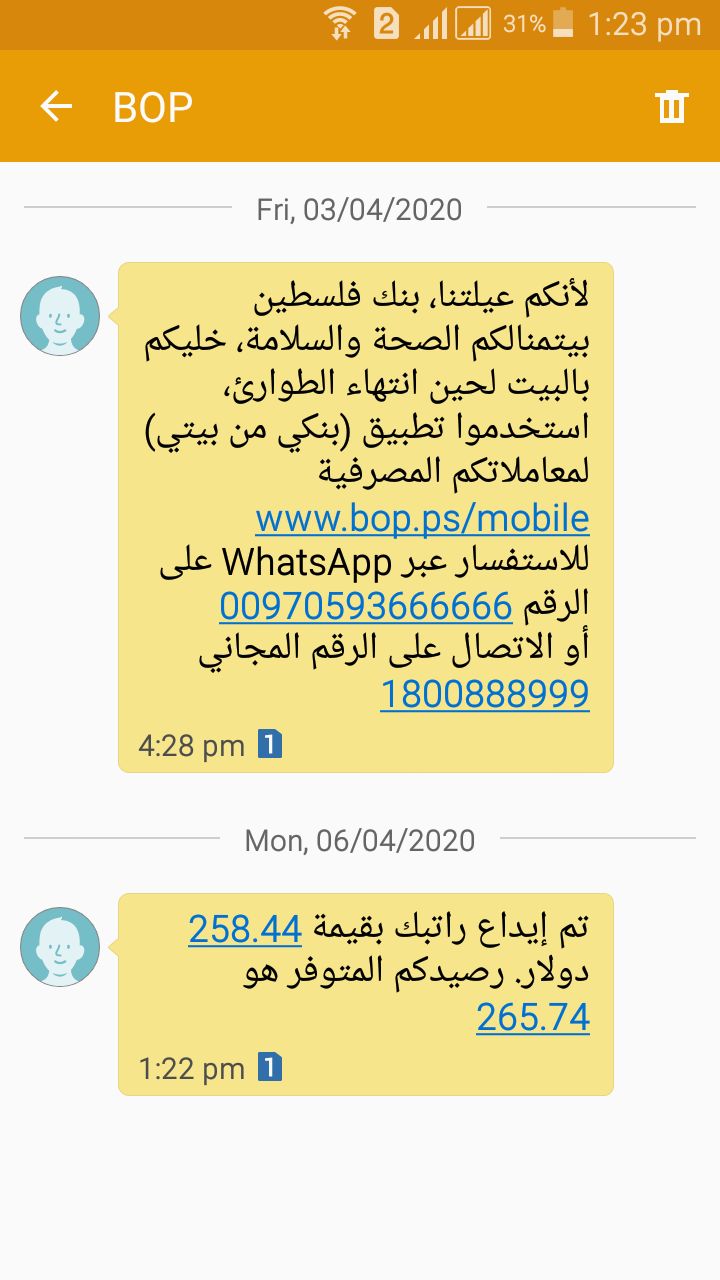 2 31% 1:23 pm
BOP
Fri, 03/04/2020
لأنكم عيلتنا، بنك فلسطين
بيتمنالكم الصحة والسلامة، خليكم
بالبيت لحين انتهاء الطوارئ،
استخدموا تطبيق (بنكي من بيتي)
لمعاملاتكم المصرفية
www.bop.ps/mobile
للاستفسار عبر WhatsApp على
الرقم 00970593666666
أو الاتصال على الرقم المجاني
1800888999
4:28 pm 1
Mon, 06/04/2020
تم إيداع راتبك بقيمة 258.44
دولار. رصيدكم المتوفر هو
265.74
1:22 pm 1